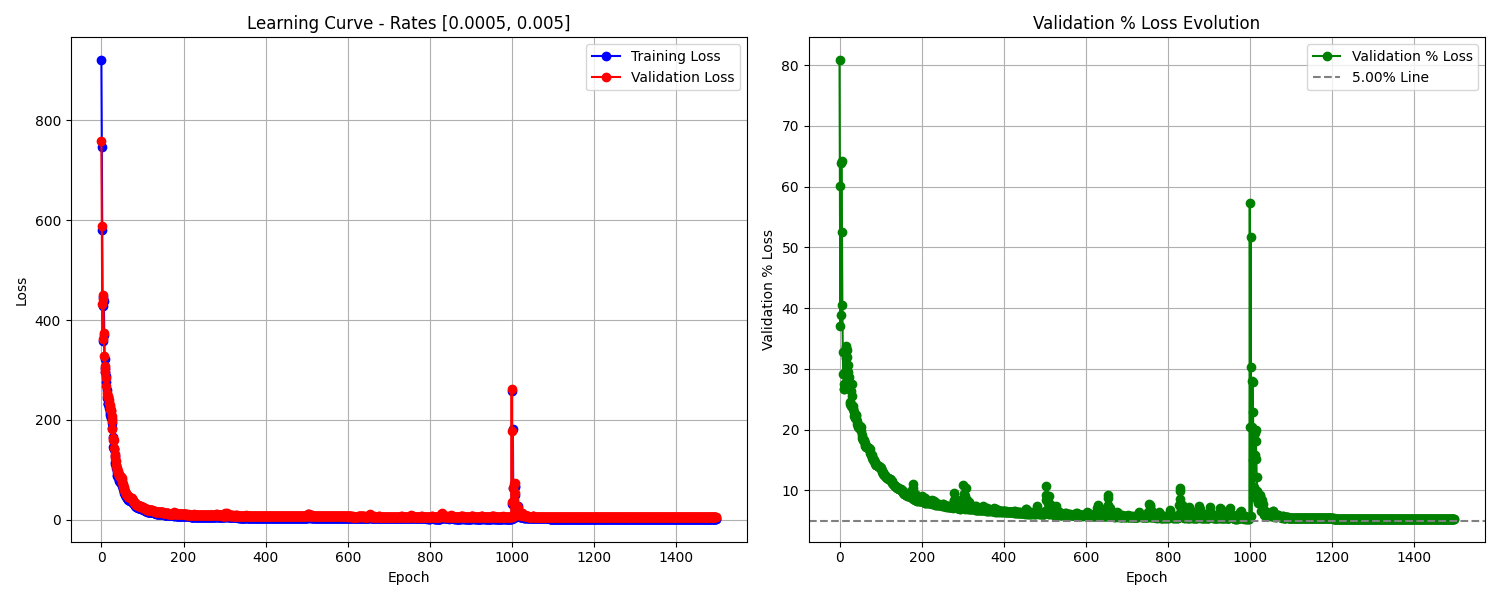 Learning Curve - Rates [0.0005, 0.005]
Training Loss
Validation Loss
Loss
800
600
400
200
0
0 200 400 600 800 1000 1200 1400
Epoch
Validation % Loss Evolution
Validation % Loss
5.00% Line
Validation % Loss
80
70
60
50
40
30
20
10
0 200 400 600 800 1000 1200 1400
Epoch